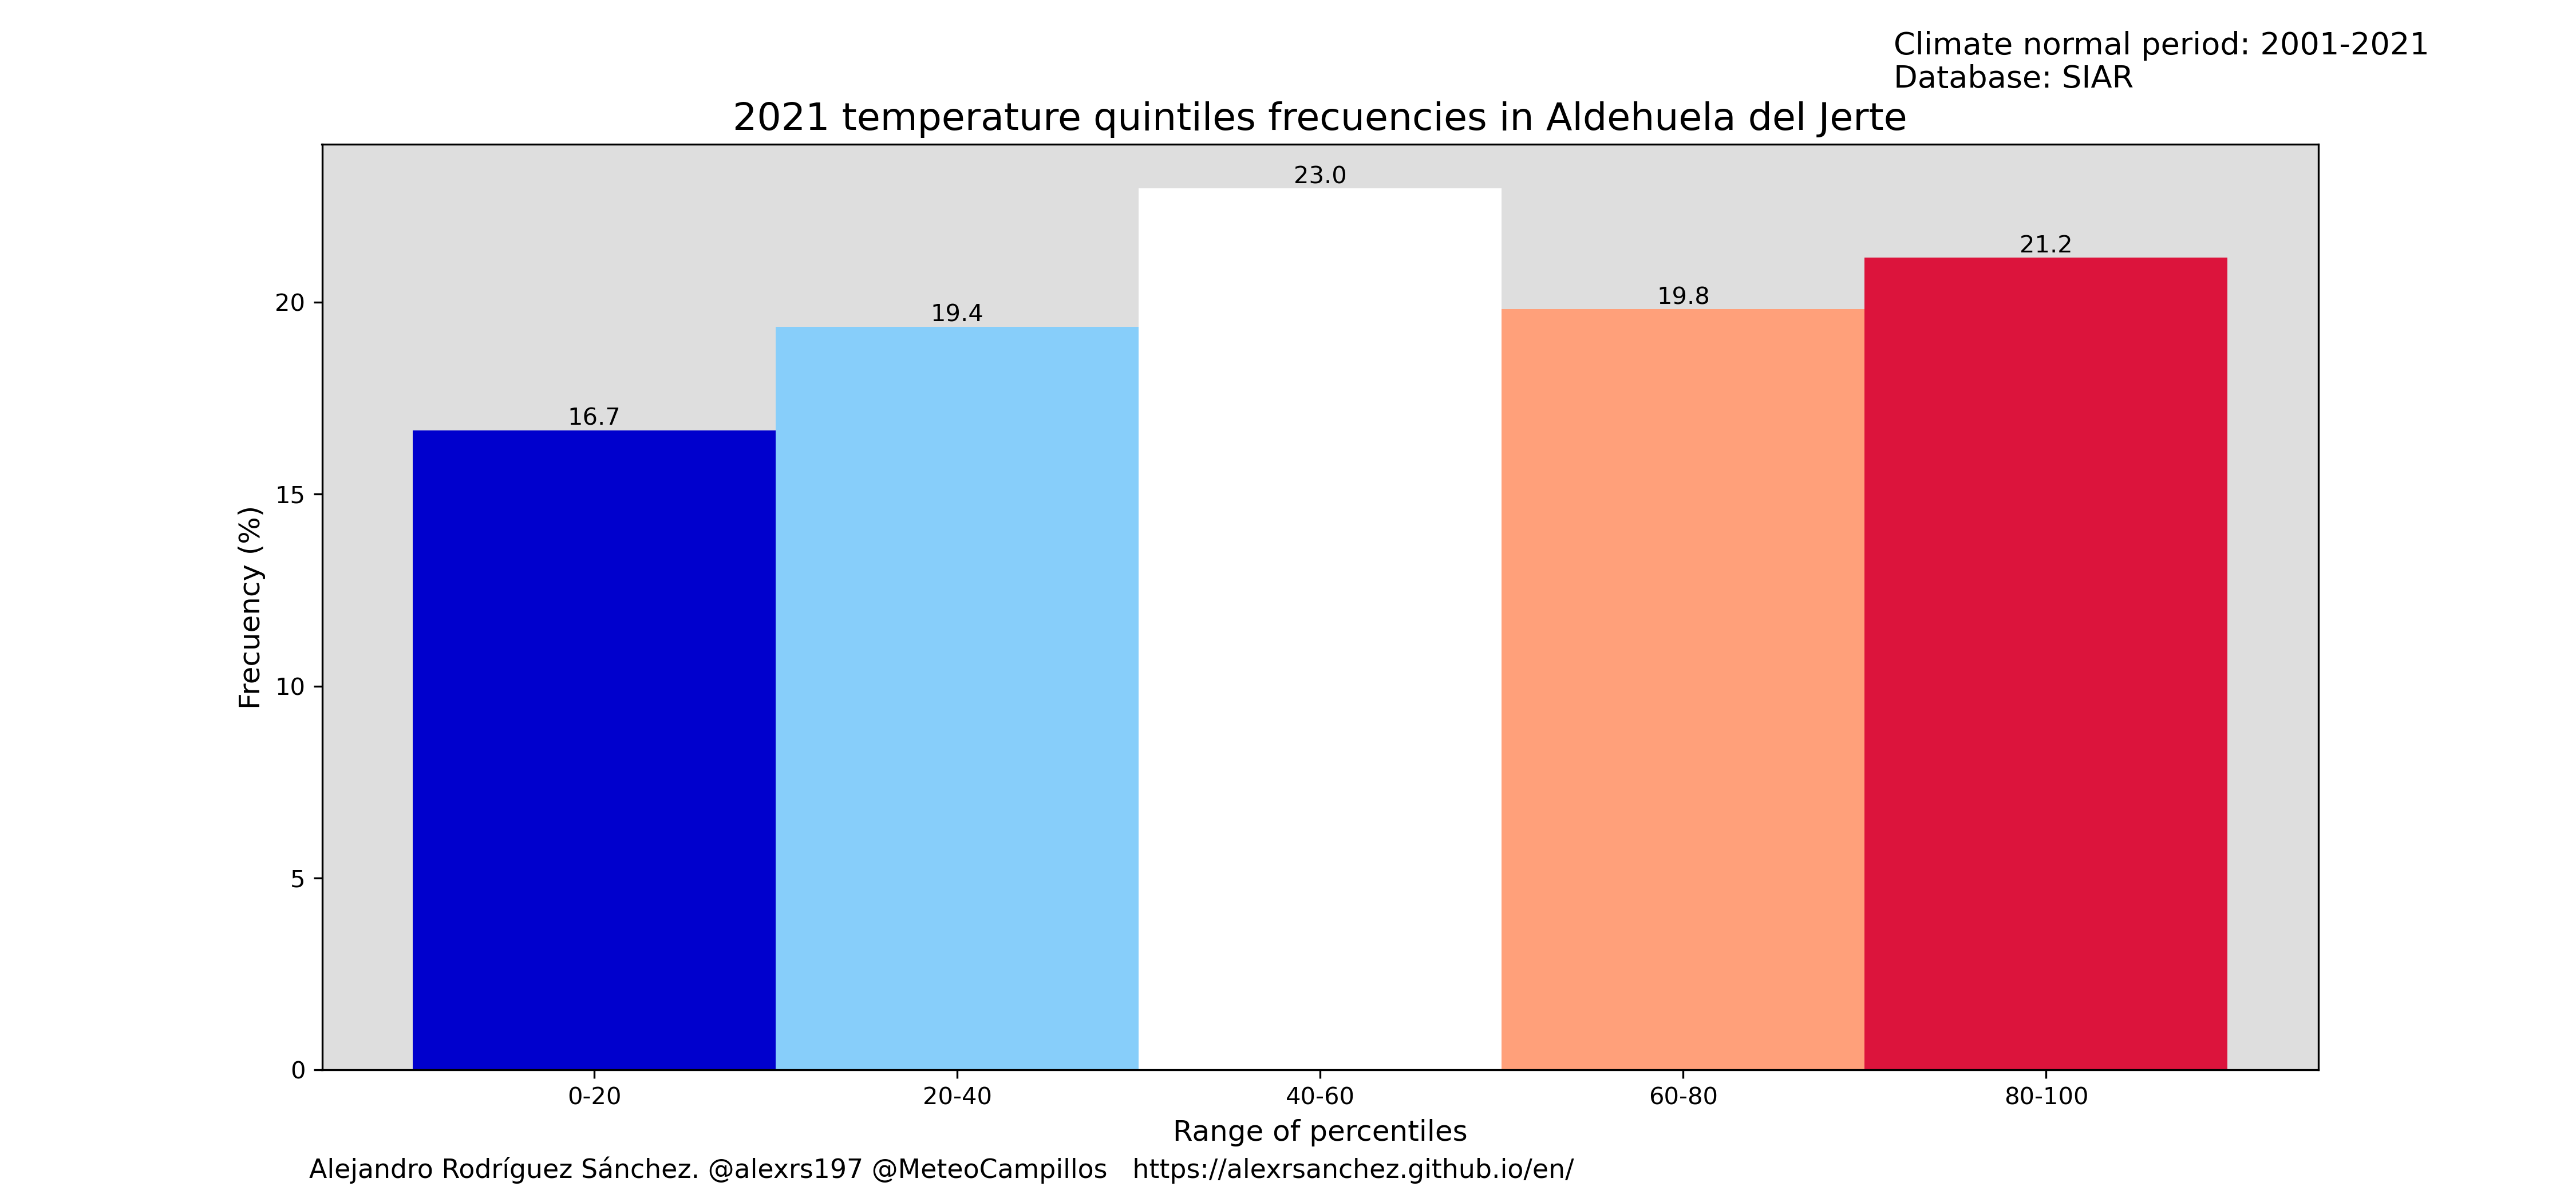 Climate normal period: 2001-2021
Database: SIAR
2021 temperature quintiles frecuencies in Aldehuela del Jerte
23.0
21.2
20
19.4
19.8
16.7
15
10
5
0
Frecuency (%)
0-20 20-40 40-60 60-80 80-100
Range of percentiles
Alejandro Rodríguez Sánchez. @alexrs197 @MeteoCampillos https://alexrsanchez.github.io/en/